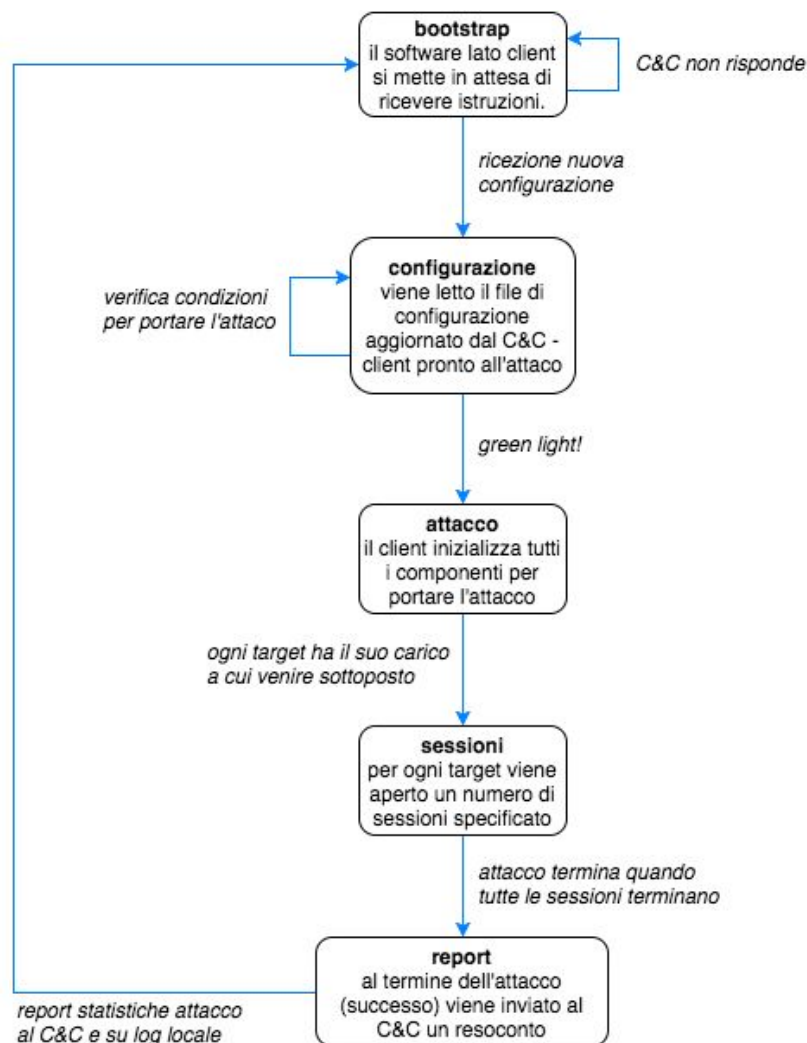 bootstrap
il software lato client
si mette in attesa di
ricevere istruzioni.
C&C non risponde
ricezione nuova
configurazione
configurazione
viene letto il file di
configurazione
aggiornato dal C&C -
client pronto all'attaco
verifica condizioni
per portare l'attaco
green light!
attacco
il client inizializza tutti
i componenti per
portare l'attacco
ogni target ha il suo carico
a cui venire sottoposto
sessioni
per ogni target viene
aperto un numero di
sessioni specificato
attacco termina quando
tutte le sessioni terminano
report
al termine dell'attacco
(successo) viene inviato al
C&C un resoconto
report statistiche attacco
al C&C e su log locale